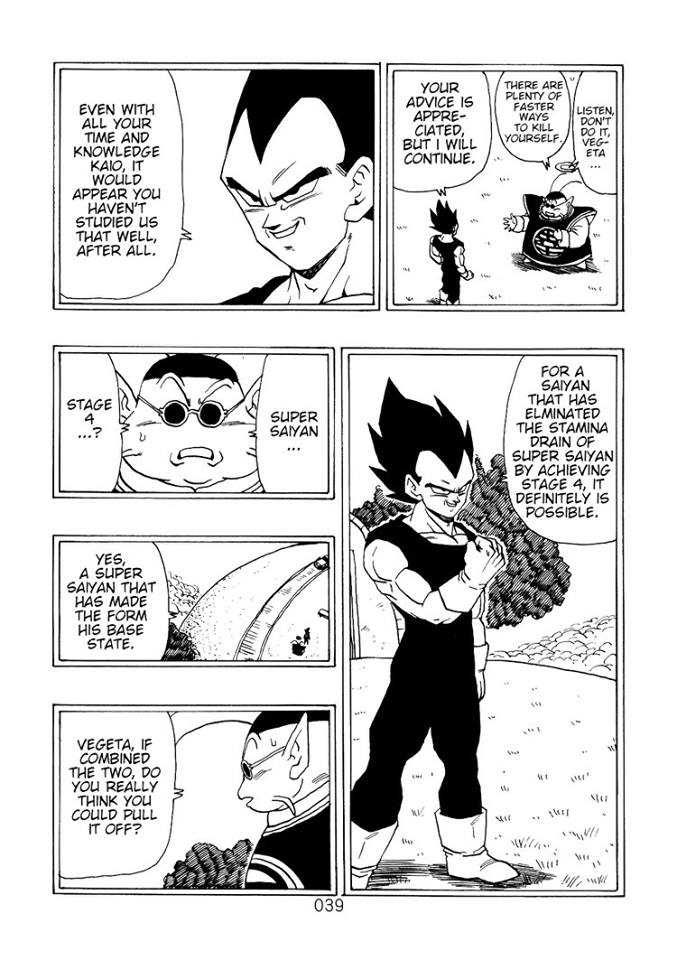 LISTEN,
DON'T
DO IT,
VEG-
ETA
...
THERE ARE
PLENTY OF
FASTER
WAYS
TO KILL
YOURSELF.
YOUR
ADVICE IS
APPRE-
CIATED,
BUT I WILL
CONTINUE.
EVEN WITH
ALL YOUR
TIME AND
KNOWLEDGE
KAIO, IT
WOULD
APPEAR YOU
HAVEN'T
STUDIED US
THAT WELL,
AFTER ALL.
FOR A
SAIYAN
THAT HAS
ELMINATED
THE STAMINA
DRAIN OF
SUPER SAIYAN
BY ACHIEVING
STAGE 4, IT
DEFINITELY IS
POSSIBLE.
SUPER
SAIYAN
...
STAGE
4
...?
YES,
A SUPER
SAIYAN THAT
HAS MADE
THE FORM
HIS BASE
STATE.
VEGETA, IF
COMBINED
THE TWO, DO
YOU REALLY
THINK YOU
COULD PULL
IT OFF?
039